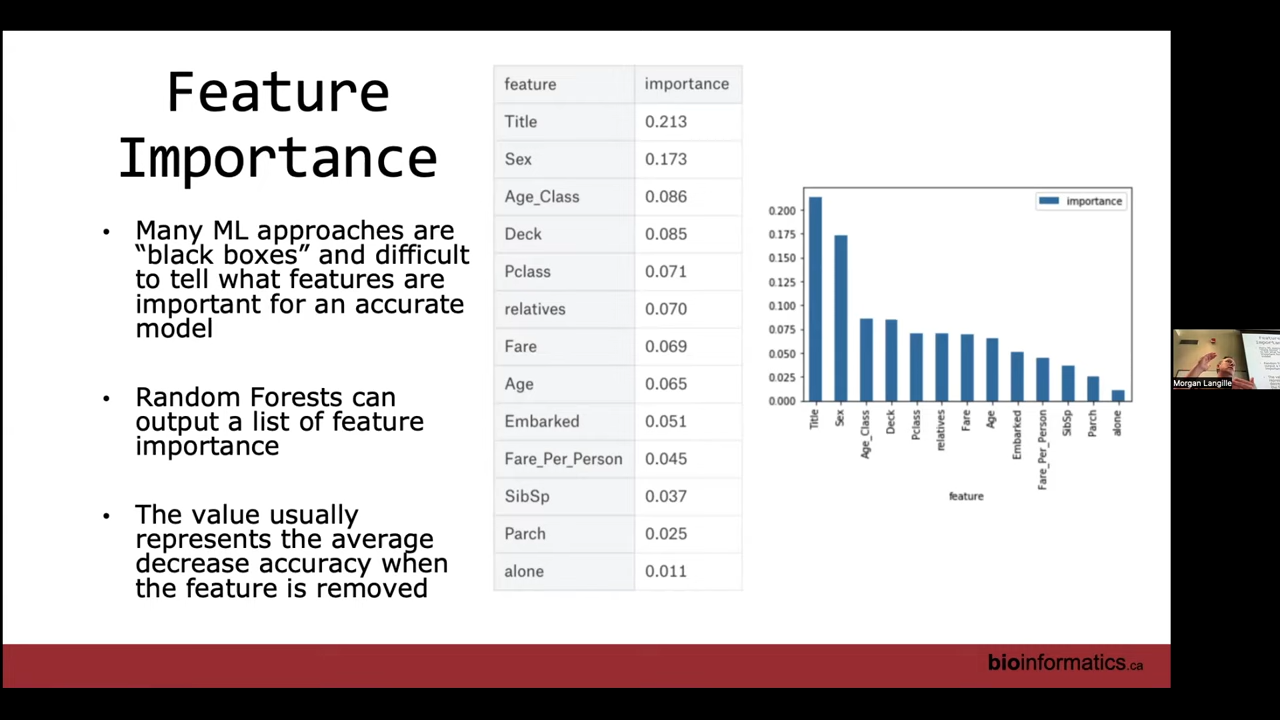 Feature
Importance
• Many ML approaches are
“black boxes” and difficult
to tell what features are
important for an accurate
model
• Random Forests can
output a list of feature
importance
• The value usually
represents the average
decrease accuracy when
the feature is removed
feature importance
Title 0.213
Sex 0.173
Age_Class 0.086
Deck 0.085
Pclass 0.071
relatives 0.070
Fare 0.069
Age 0.065
Embarked 0.051
Fare_Per_Person 0.045
SibSp 0.037
Parch 0.025
alone 0.011
importance
0.200
0.175
0.150
0.125
0.100
0.075
0.050
0.025
0.000
Title
Sex
Age_Class
Deck
Pclass
relatives
Fare
Age
Embarked
Fare_Per_Person
SibSp
Parch
alone
feature
Morgan Langille
bioinformatics.ca